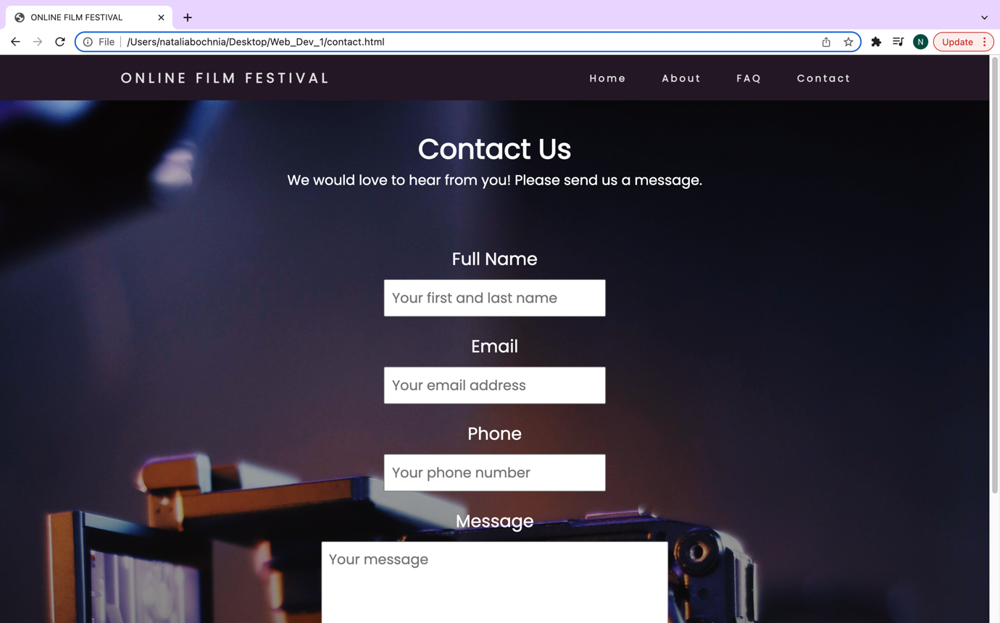 ONLINE FILM FESTIVAL
File /Users/nataliabochnia/Desktop/Web_Dev_1/contact.html
N
Update
ONLINE FILM FESTIVAL
Home About FAQ Contact
Contact Us
We would love to hear from you! Please send us a message.
Full Name
Your first and last name
Email
Your email address
Phone
Your phone number
Message
Your message